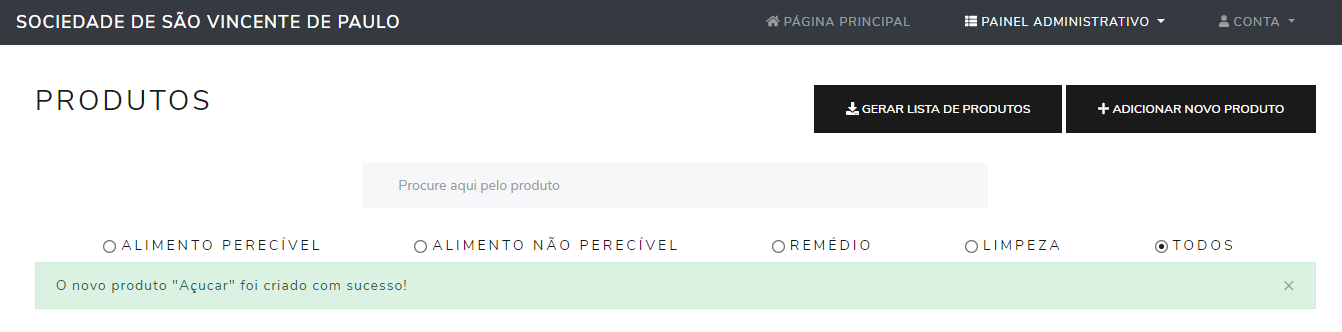 SOCIEDADE DE SÃO VINCENTE DE PAULO
PÁGINA PRINCIPAL
PAINEL ADMINISTRATIVO
CONTA
PRODUTOS
GERAR LISTA DE PRODUTOS
ADICIONAR NOVO PRODUTO
Procure aqui pelo produto
ALIMENTO PERECÍVEL
ALIMENTO NÃO PERECÍVEL
REMÉDIO
LIMPEZA
TODOS
O novo produto "Açucar" foi criado com sucesso!